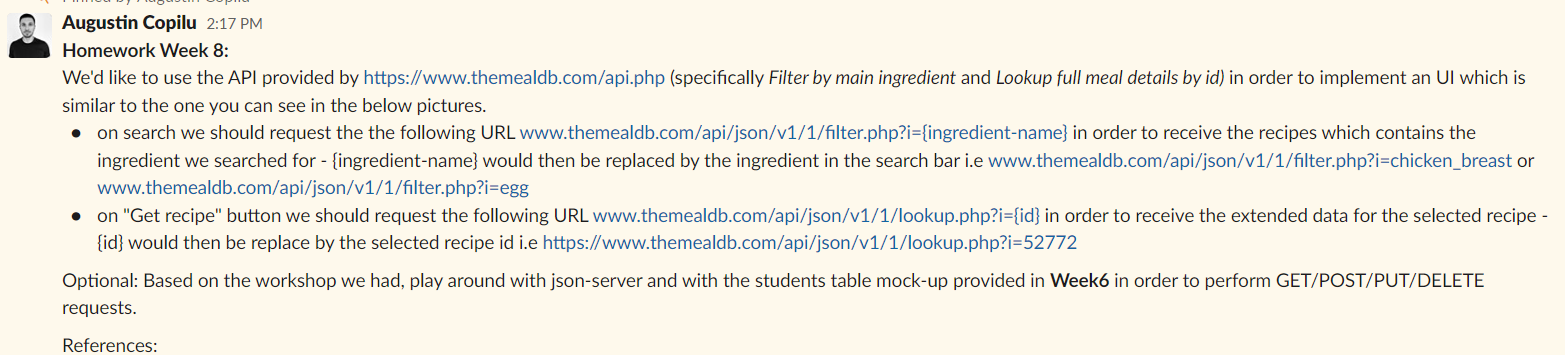 Pinned by Augustin Copilu
Augustin Copilu 2:17 PM
Homework Week 8:
We'd like to use the API provided by https://www.themealdb.com/api.php (specifically Filter by main ingredient and Lookup full meal details by id) in order to implement an UI which is
similar to the one you can see in the below pictures.
● on search we should request the the following URL www.themealdb.com/api/json/v1/1/filter.php?i={ingredient-name} in order to receive the recipes which contains the
ingredient we searched for - {ingredient-name} would then be replaced by the ingredient in the search bar i.e www.themealdb.com/api/json/v1/1/filter.php?i=chicken_breast or
www.themealdb.com/api/json/v1/1/filter.php?i=egg
● on "Get recipe" button we should request the following URL www.themealdb.com/api/json/v1/1/lookup.php?i={id} in order to receive the extended data for the selected recipe -
{id} would then be replace by the selected recipe id i.e https://www.themealdb.com/api/json/v1/1/lookup.php?i=52772
Optional: Based on the workshop we had, play around with json-server and with the students table mock-up provided in Week6 in order to perform GET/POST/PUT/DELETE
requests.
References: